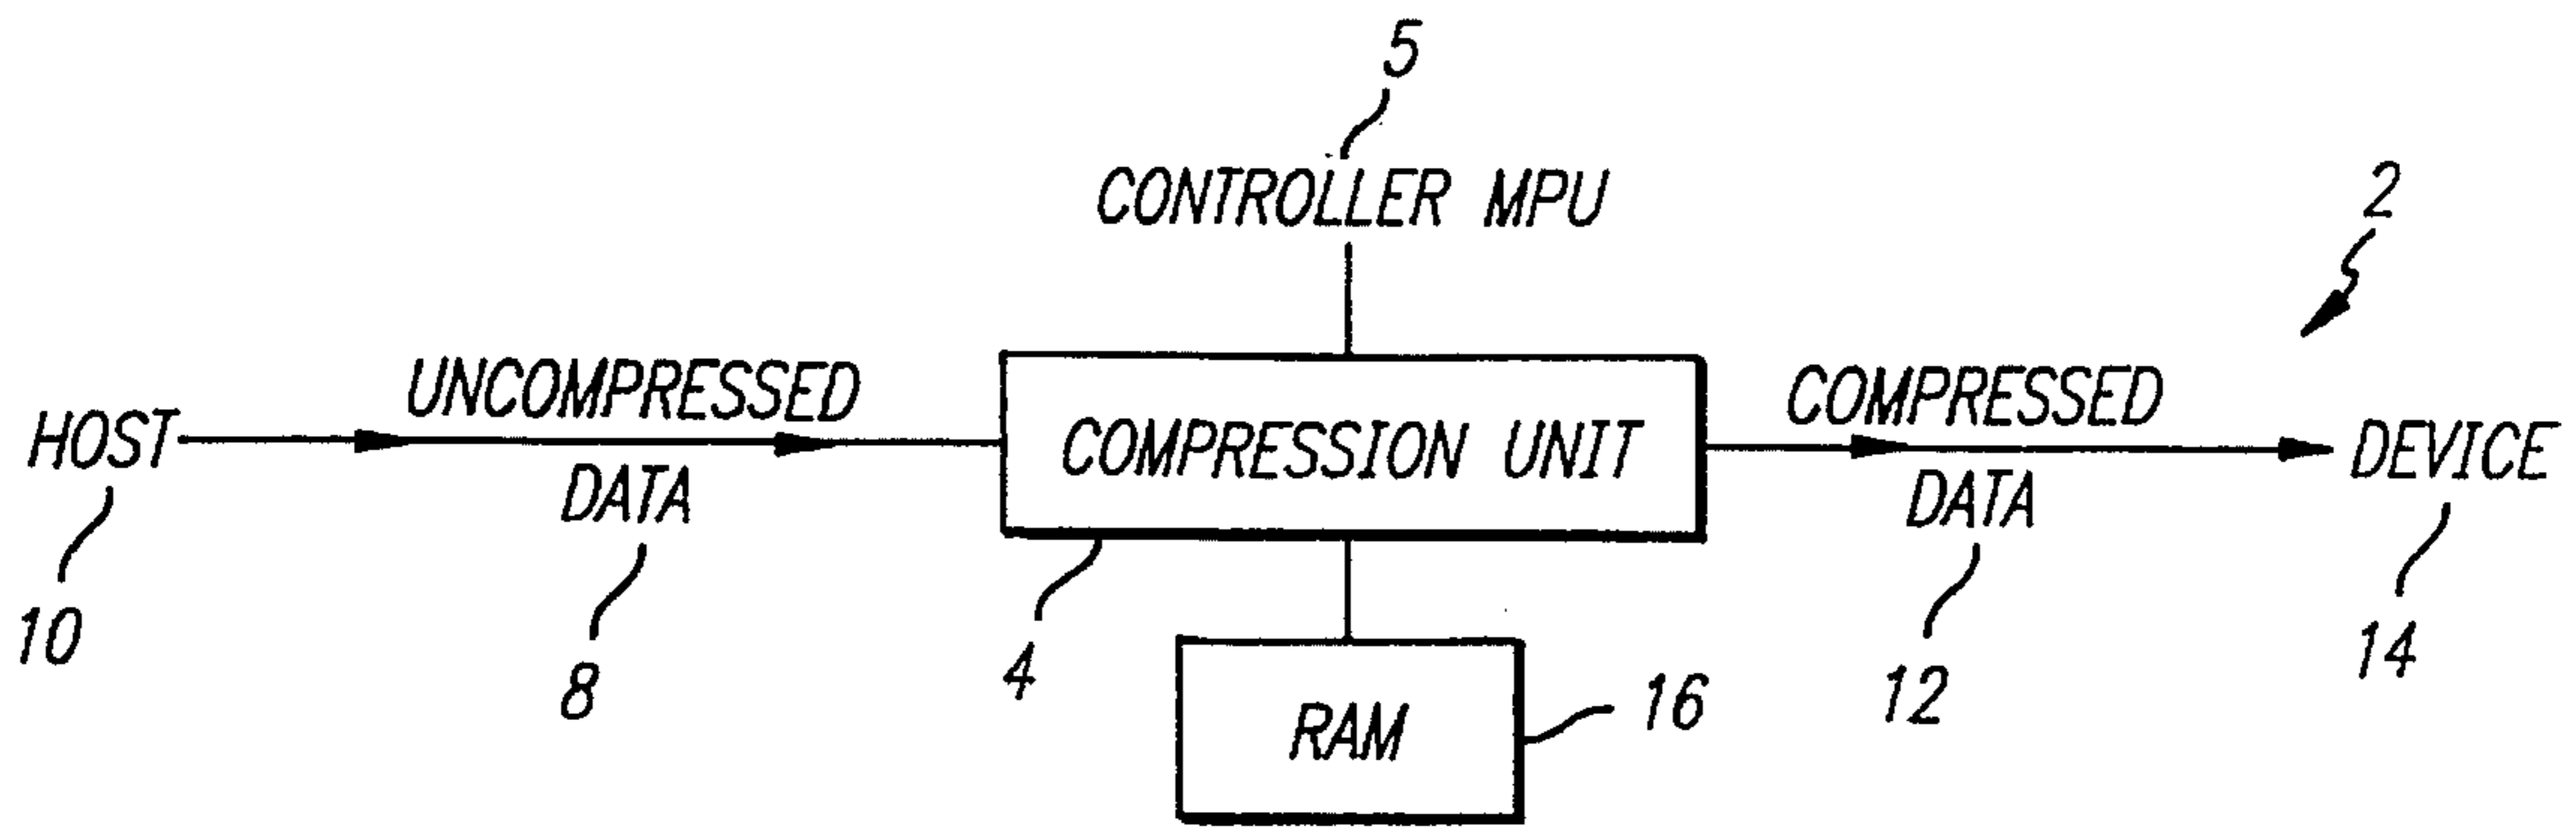 5
CONTROLLER MPU
2
HOST
UNCOMPRESSED
DATA
COMPRESSION UNIT
COMPRESSED
DATA
DEVICE
10
8
4
RAM
16
12
14